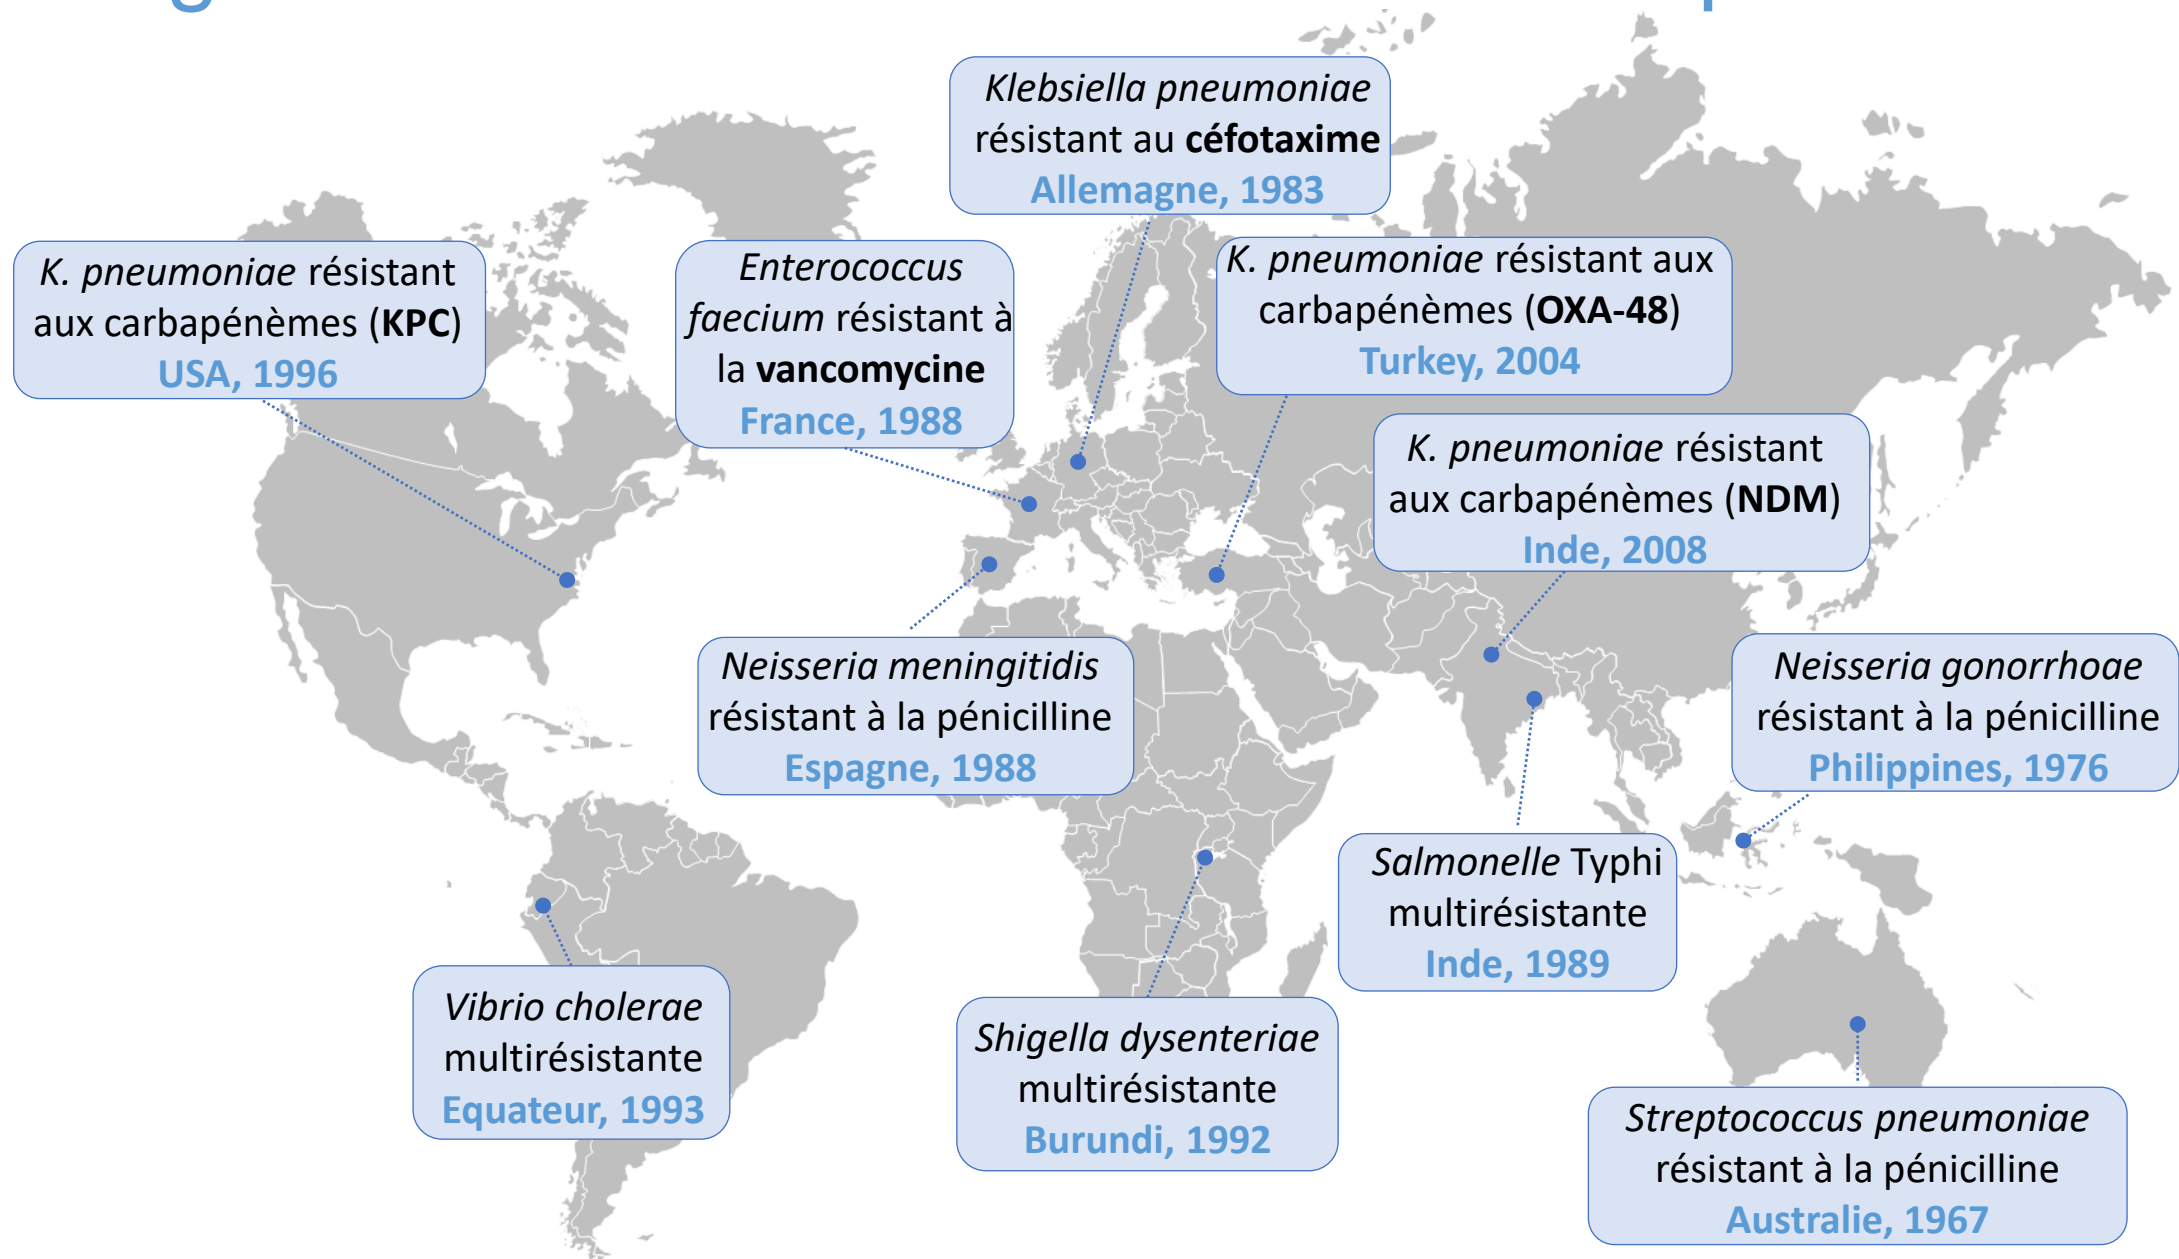 Klebsiella pneumoniae
résistant au céfotaxime
Allemagne, 1983
K. pneumoniae résistant
aux carbapénèmes (KPC)
USA, 1996
Enterococcus
faecium résistant à
la vancomycine
France, 1988
K. pneumoniae résistant aux
carbapénèmes (OXA-48)
Turkey, 2004
K. pneumoniae résistant
aux carbapénèmes (NDM)
Inde, 2008
Neisseria meningitidis
résistant à la pénicilline
Espagne, 1988
Neisseria gonorrhoae
résistant à la pénicilline
Philippines, 1976
Salmonelle Typhi
multirésistante
Inde, 1989
Vibrio cholerae
multirésistante
Equateur, 1993
Shigella dysenteriae
multirésistante
Burundi, 1992
Streptococcus pneumoniae
résistant à la pénicilline
Australie, 1967